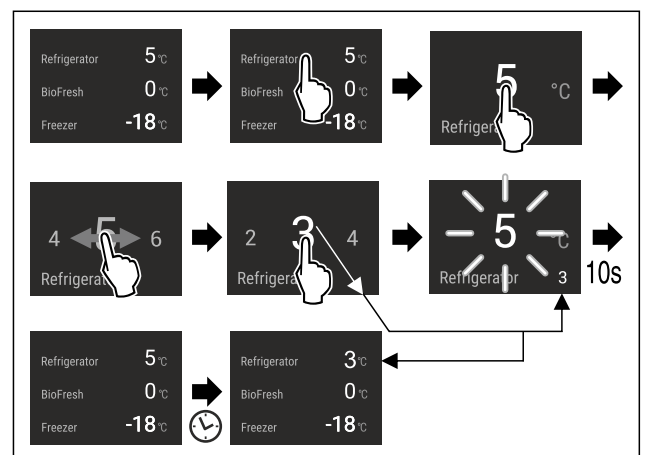 Refrigerator 5 °C
BioFresh 0 °C
Freezer -18 °C
Refrigerator 5 °C
BioFresh 0 °C
Freezer -18 °C
5 °C
Refrigerator
4 5 6
Refrigerat
2 3 4
Refrigera
5 °C
Refrigerator 3
10s
Refrigerator 5 °C
BioFresh 0 °C
Freezer -18 °C
Refrigerator 3 °C
BioFresh 0 °C
Freezer -18 °C